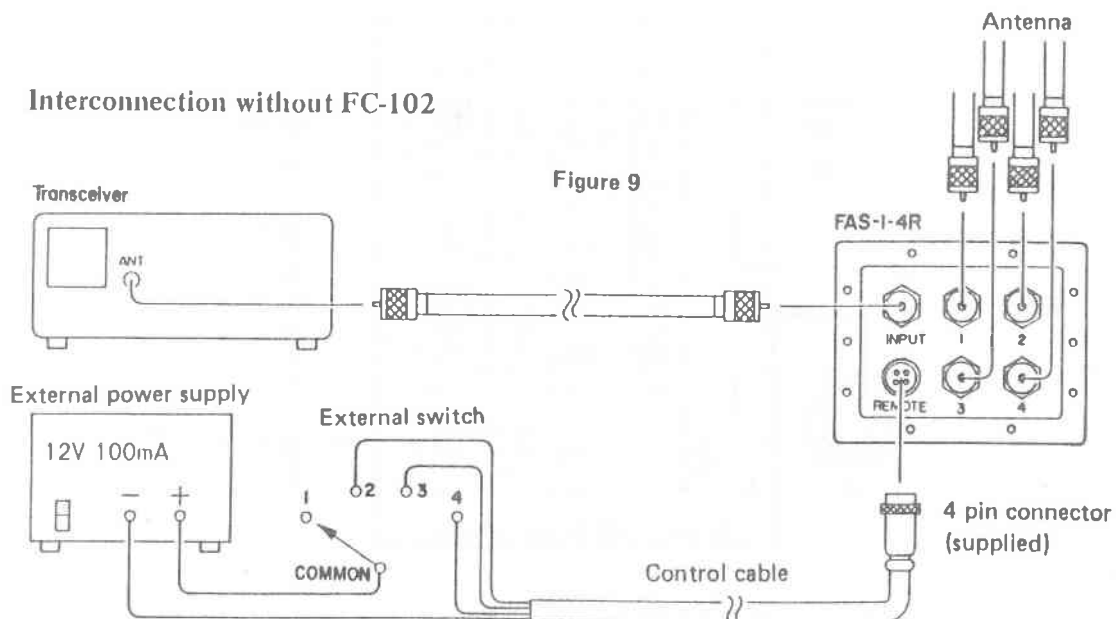 Antenna
Interconnection without FC-102
Figure 9
Transceiver
ANT
FAS-1-4R
INPUT
1
2
REMOTE
3
4
External power supply
12V 100mA
− +
External switch
1
2
3
4
COMMON
Control cable
4 pin connector
(supplied)